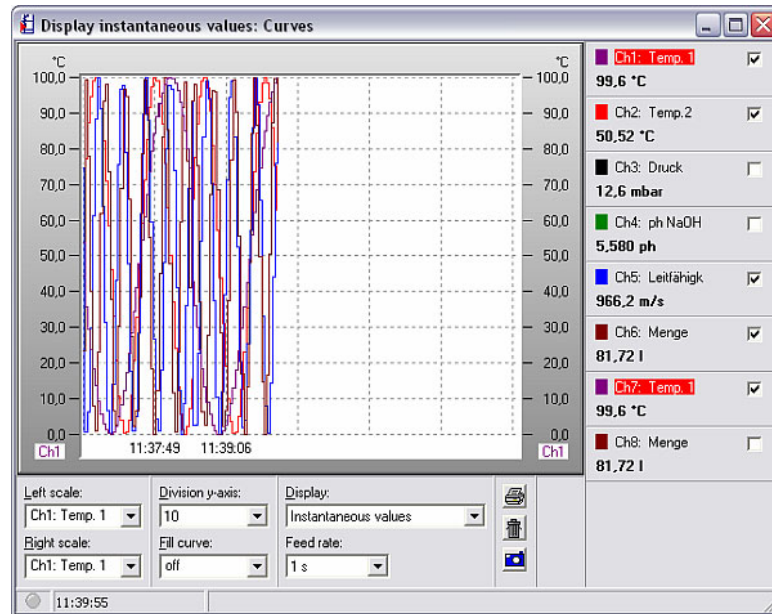 Display instantaneous values: Curves
°C
°C
100,0
90,0
80,0
70,0
60,0
50,0
40,0
30,0
20,0
10,0
0,0
100,0
90,0
80,0
70,0
60,0
50,0
40,0
30,0
20,0
10,0
0,0
Ch1
11:37:49
11:39:06
Ch1
Ch1: Temp. 1
99,6 °C
Ch2: Temp.2
50,52 °C
Ch3: Druck
12,6 mbar
Ch4: ph NaOH
5,580 ph
Ch5: Leitfähigk
966,2 m/s
Ch6: Menge
81,72 l
Ch7: Temp. 1
99,6 °C
Ch8: Menge
81,72 l
Left scale:
Ch1: Temp. 1
Division y-axis:
10
Display:
Instantaneous values
Right scale:
Ch1: Temp. 1
Fill curve:
off
Feed rate:
1 s
11:39:55